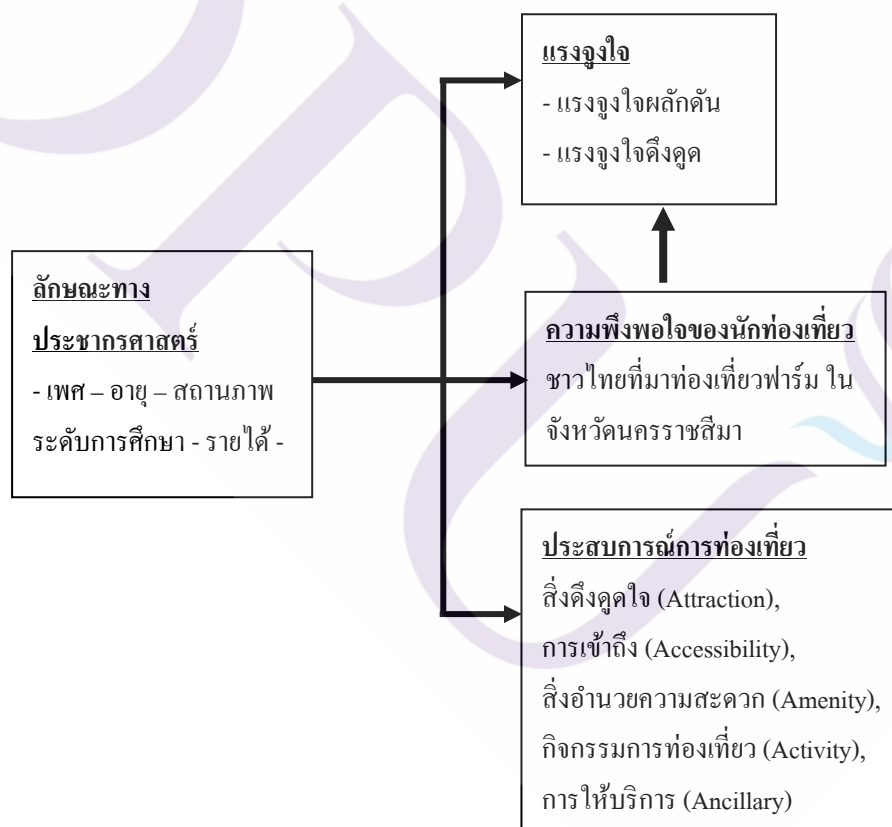 แรงจูงใจ
- แรงจูงใจผลักดัน
- แรงจูงใจดึงดูด
ลักษณะทาง
ประชากรศาสตร์
- เพศ – อายุ – สถานภาพ
ระดับการศึกษา - รายได้ -
ความพึงพอใจของนักท่องเที่ยว
ชาวไทยที่มาท่องเที่ยวฟาร์ม ใน
จังหวัดนครราชสีมา
ประสบการณ์การท่องเที่ยว
สิ่งดึงดูดใจ (Attraction),
การเข้าถึง (Accessibility),
สิ่งอำนวยความสะดวก (Amenity),
กิจกรรมการท่องเที่ยว (Activity),
การให้บริการ (Ancillary)